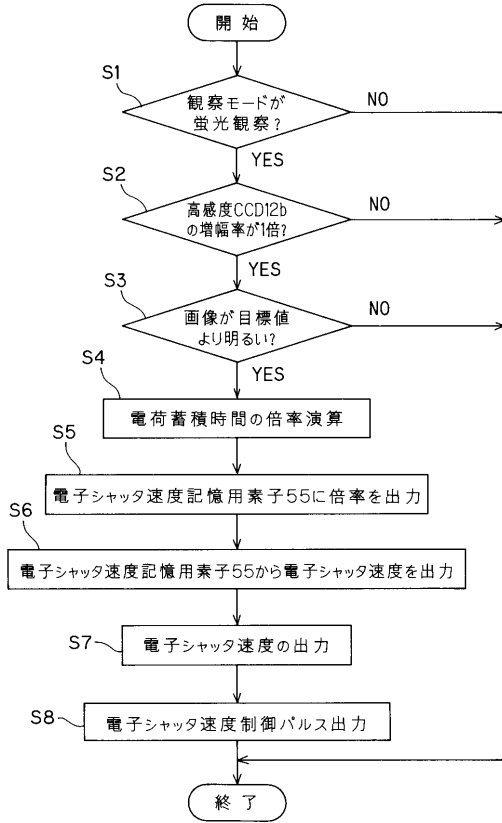 開始
S1
観察モードが
蛍光観察?
NO
YES
S2
高感度CCD12b
の増幅率が1倍?
NO
YES
S3
画像が目標値
より明るい?
NO
YES
S4
電荷蓄積時間の倍率演算
S5
電子シャッタ速度記憶用素子55に倍率を出力
S6
電子シャッタ速度記憶用素子55から電子シャッタ速度を出力
S7
電子シャッタ速度の出力
S8
電子シャッタ速度制御パルス出力
終了